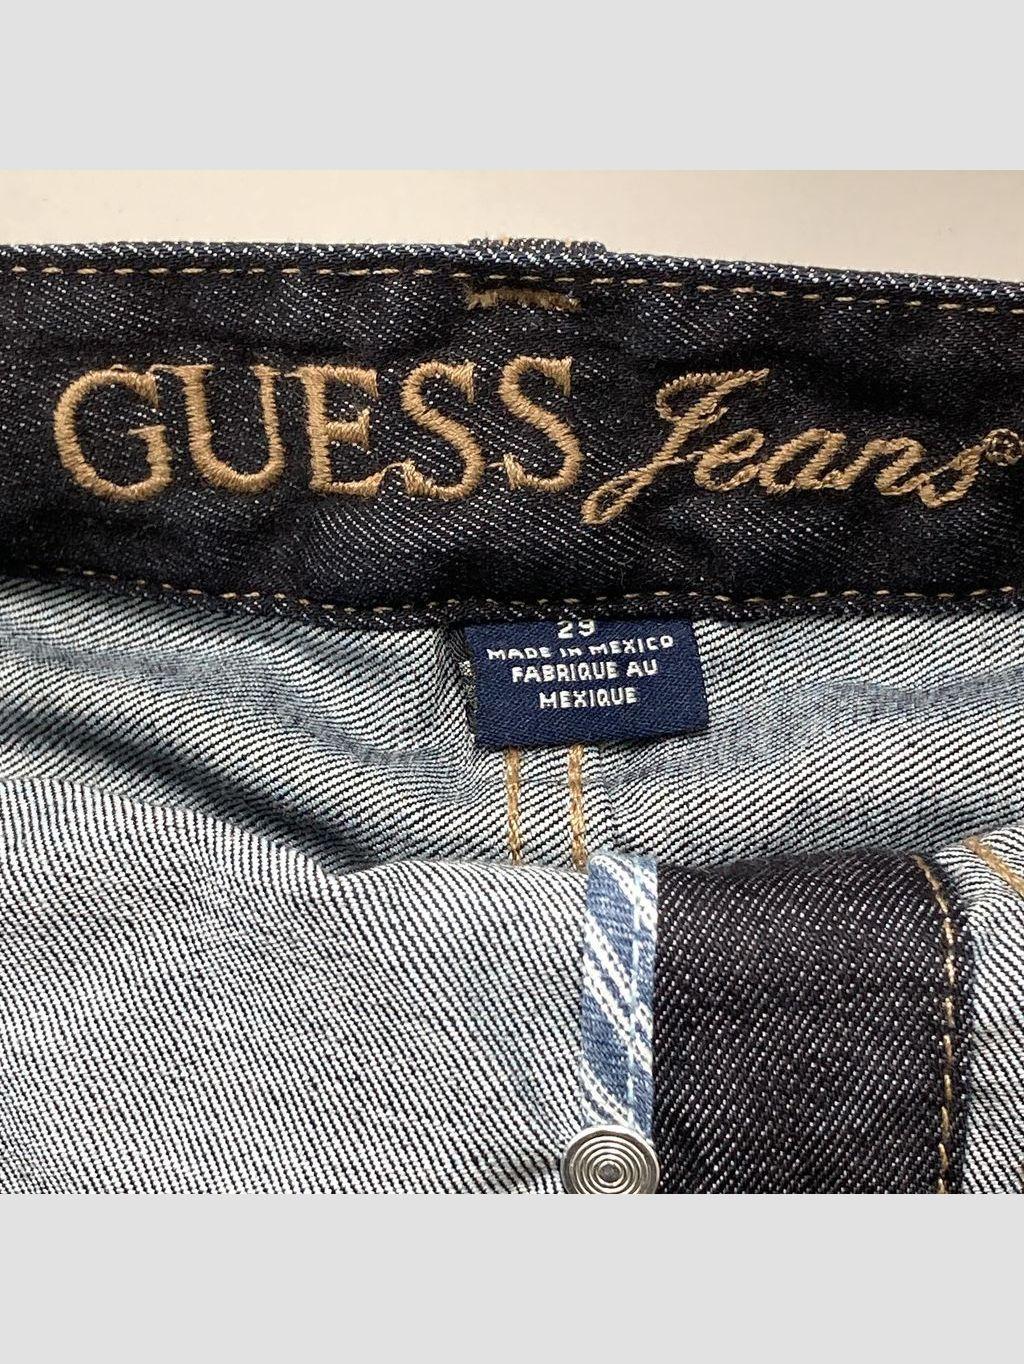 GUESS Jeans®
29
MADE IN MEXICO
FABRIQUE AU
MEXIQUE